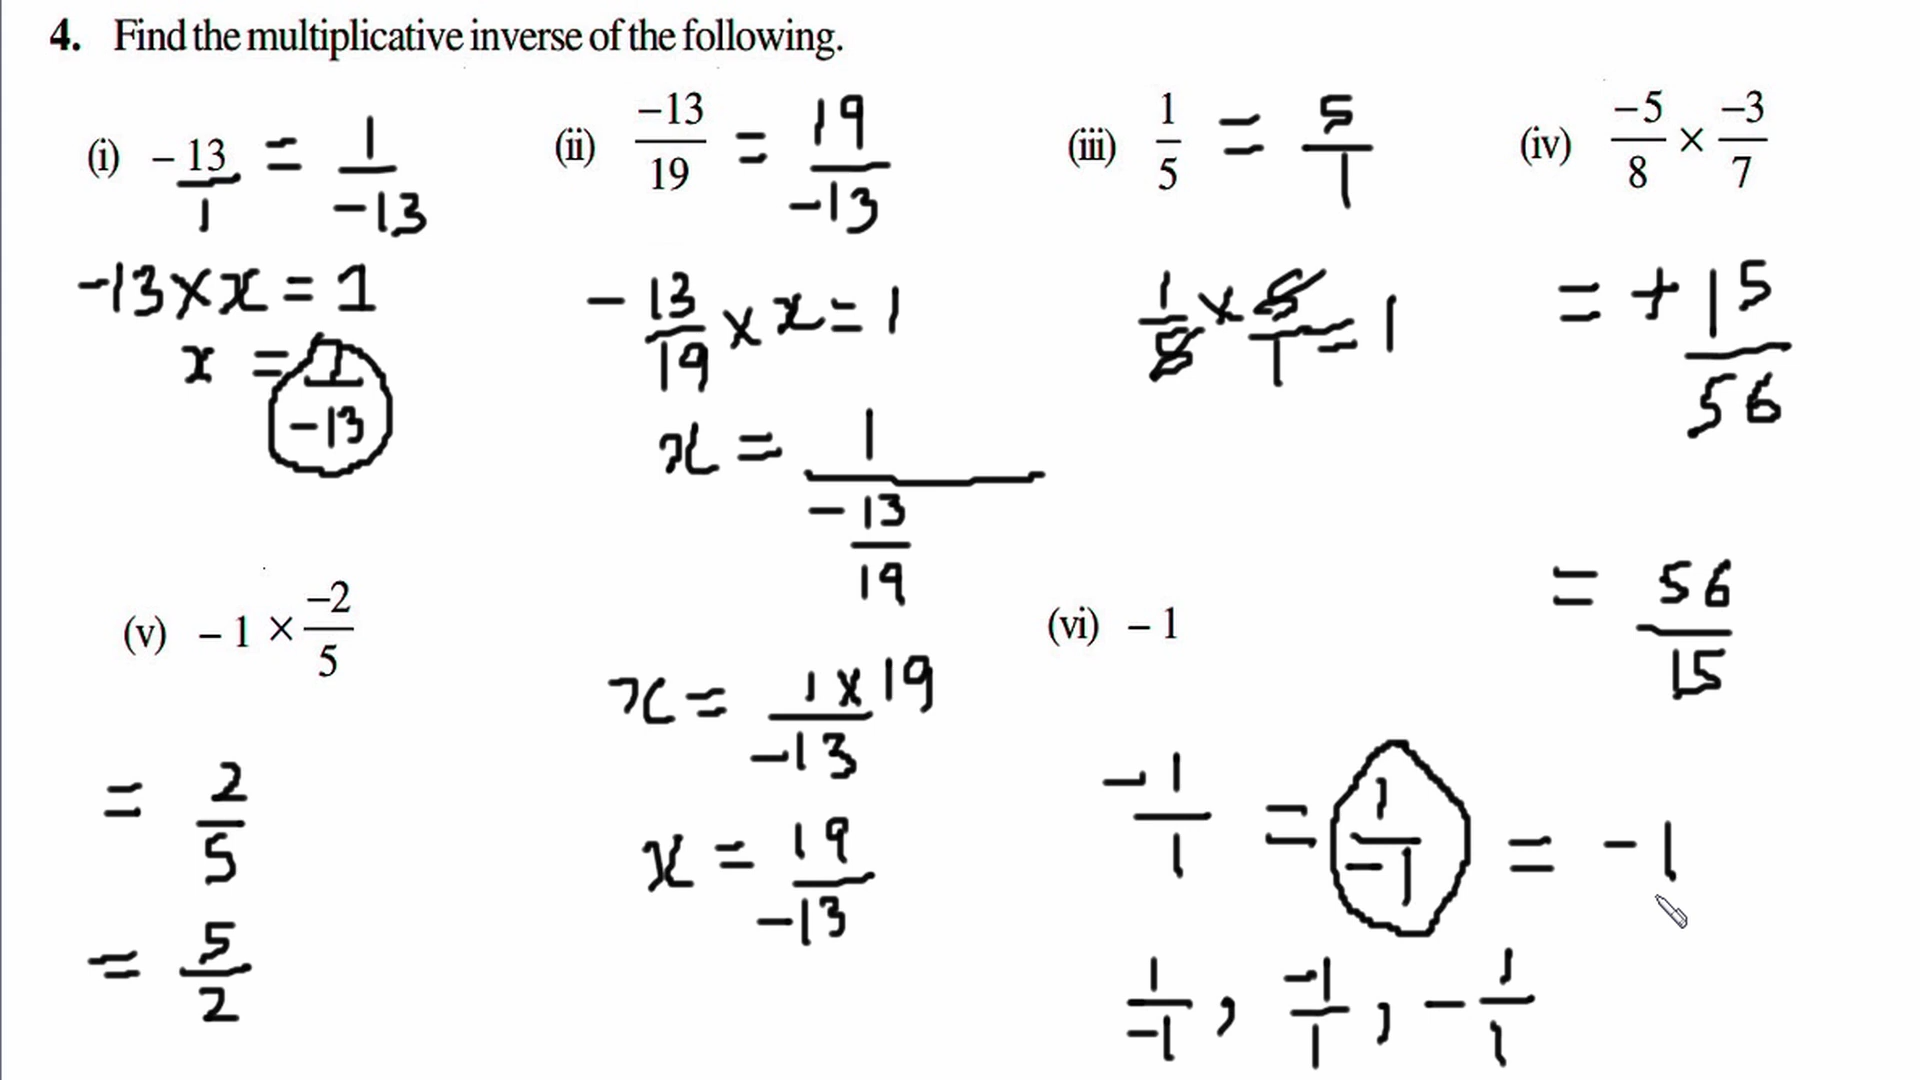 4. Find the multiplicative inverse of the following.
(i) -13/1 = 1/-13
-13 × x = 1
x = 1/-13
(ii) -13/19 = 19/-13
-13/19 × x = 1
x = 1/(-13/19)
x = 1×19/-13
x = 19/-13
(iii) 1/5 = 5/1
1/5 × 5/1 = 1
(iv) -5/8 × -3/7
= +15/56
= 56/15
(v) -1 × -2/5
= 2/5
= 5/2
(vi) -1
-1/1 = 1/-1 = -1
1/-1 , -1/1 , -1/1